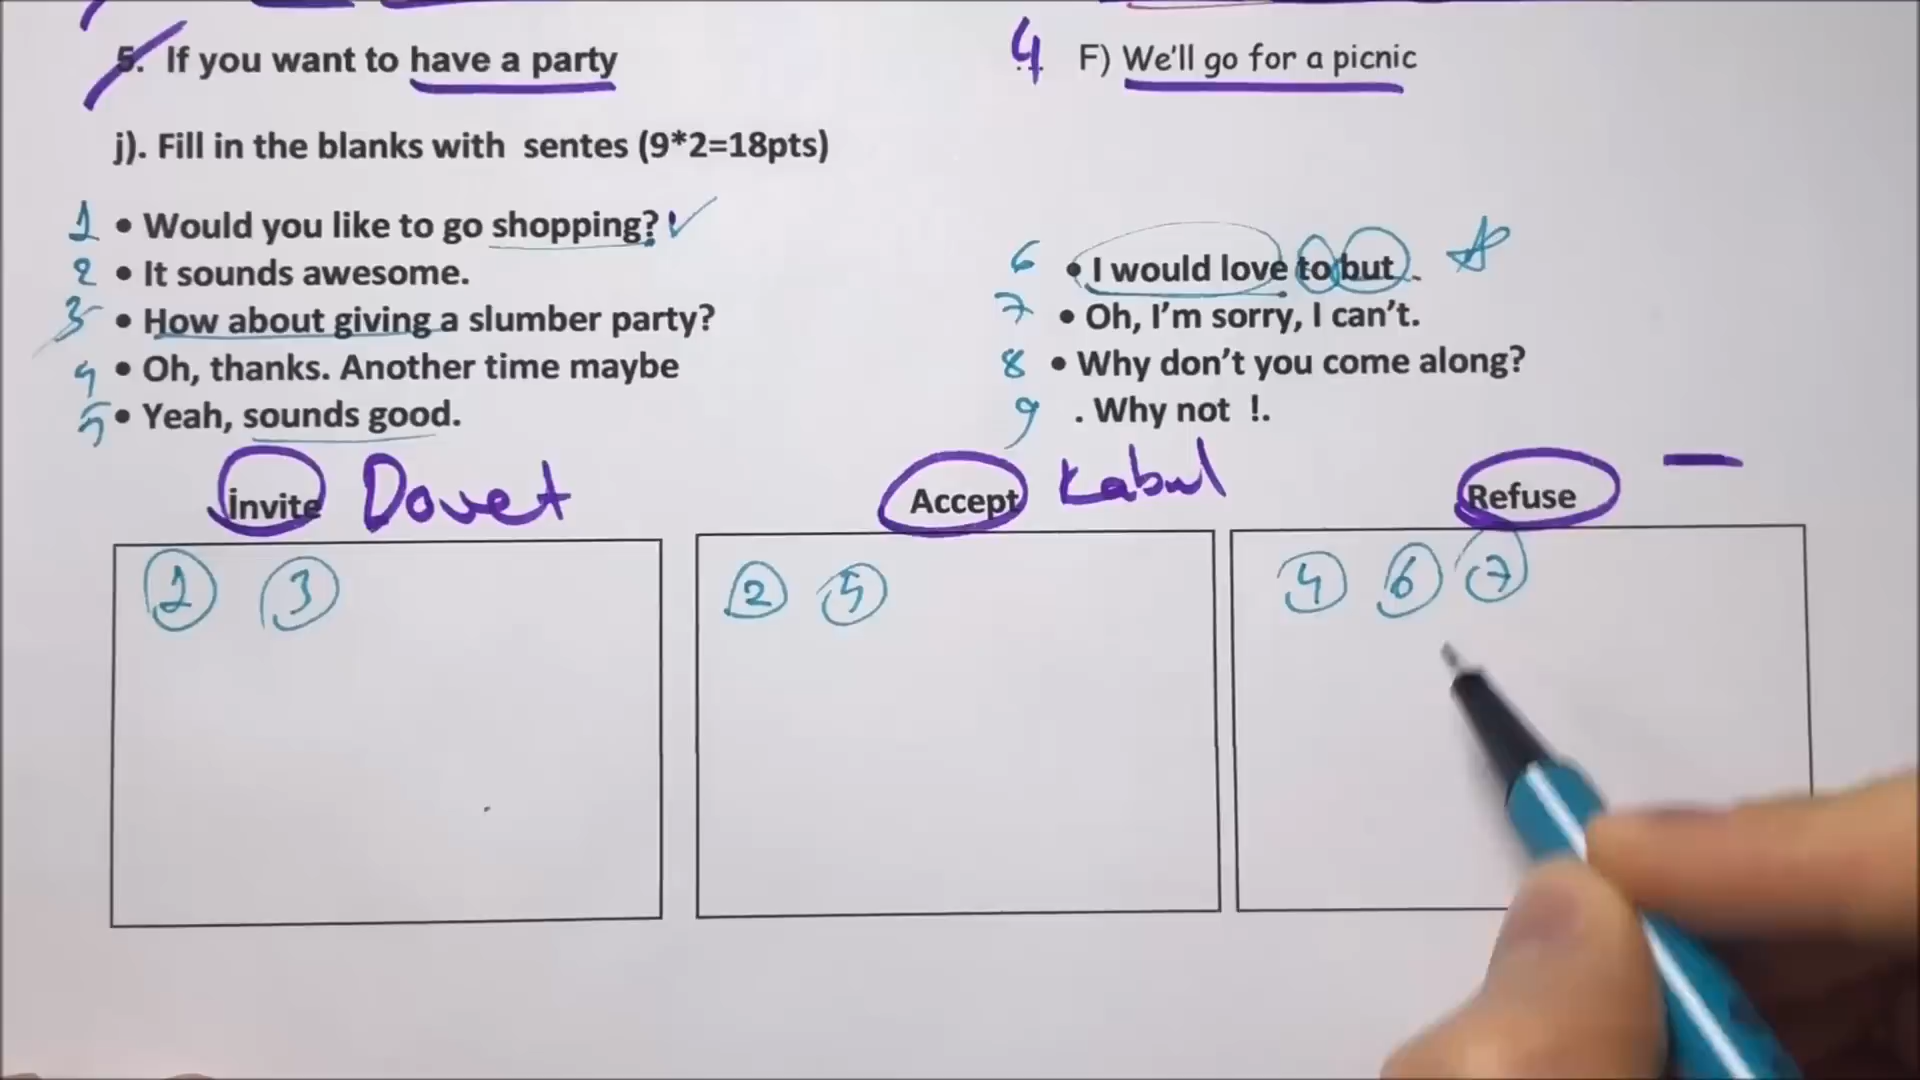 5. If you want to have a party
4 F) We'll go for a picnic
j). Fill in the blanks with sentes (9*2=18pts)
1 • Would you like to go shopping?
2 • It sounds awesome.
3 • How about giving a slumber party?
4 • Oh, thanks. Another time maybe
5 • Yeah, sounds good.
6 • I would love to but .
7 • Oh, I'm sorry, I can't.
8 • Why don't you come along?
9 . Why not !.
İnvite Davet
Accept Kabul
Refuse
1 3
2 5
4 6 7